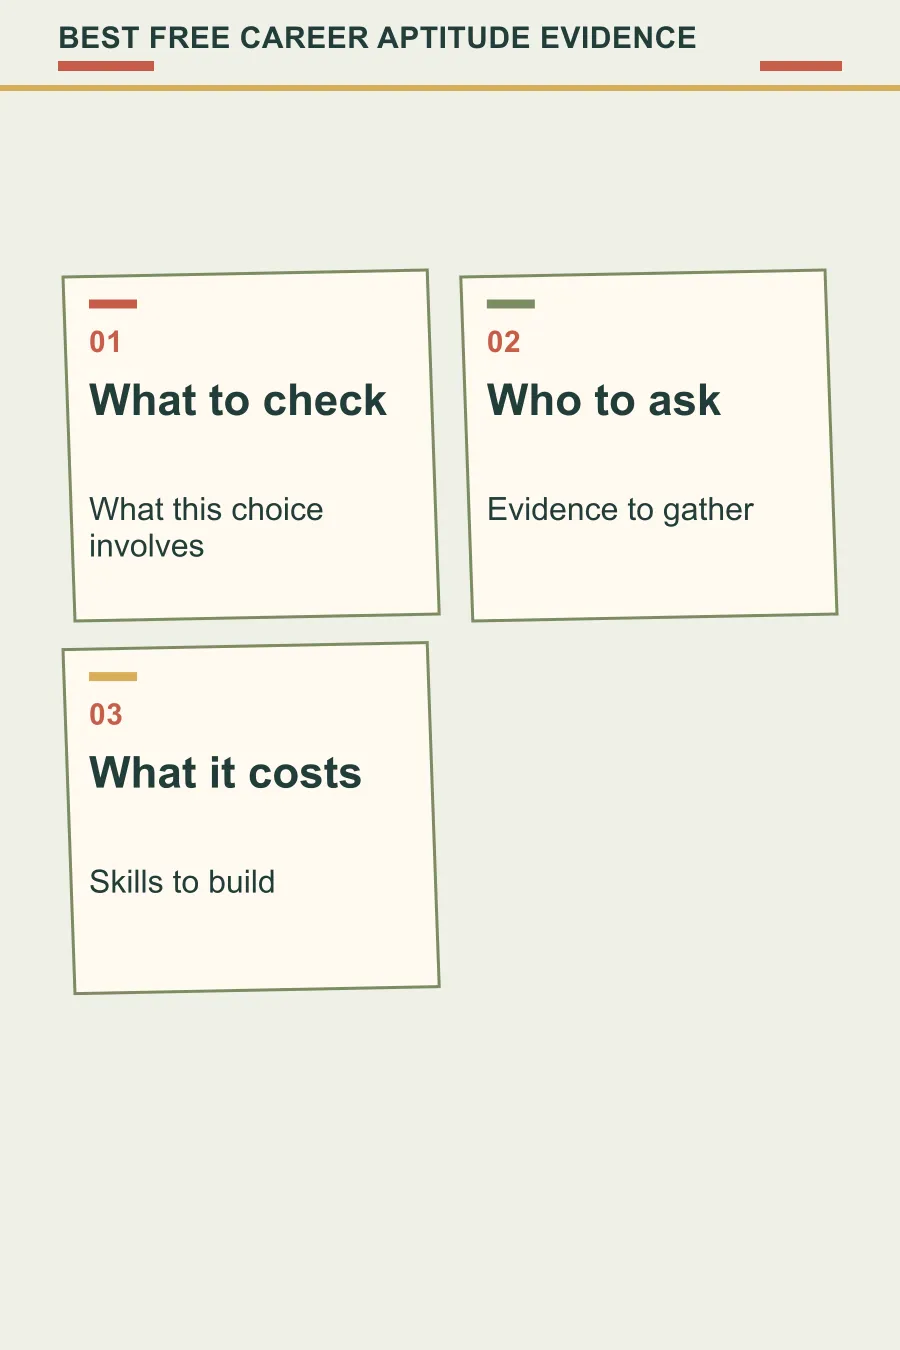 BEST FREE CAREER APTITUDE EVIDENCE
01
What to check
What this choice
involves
02
Who to ask
Evidence to gather
03
What it costs
Skills to build